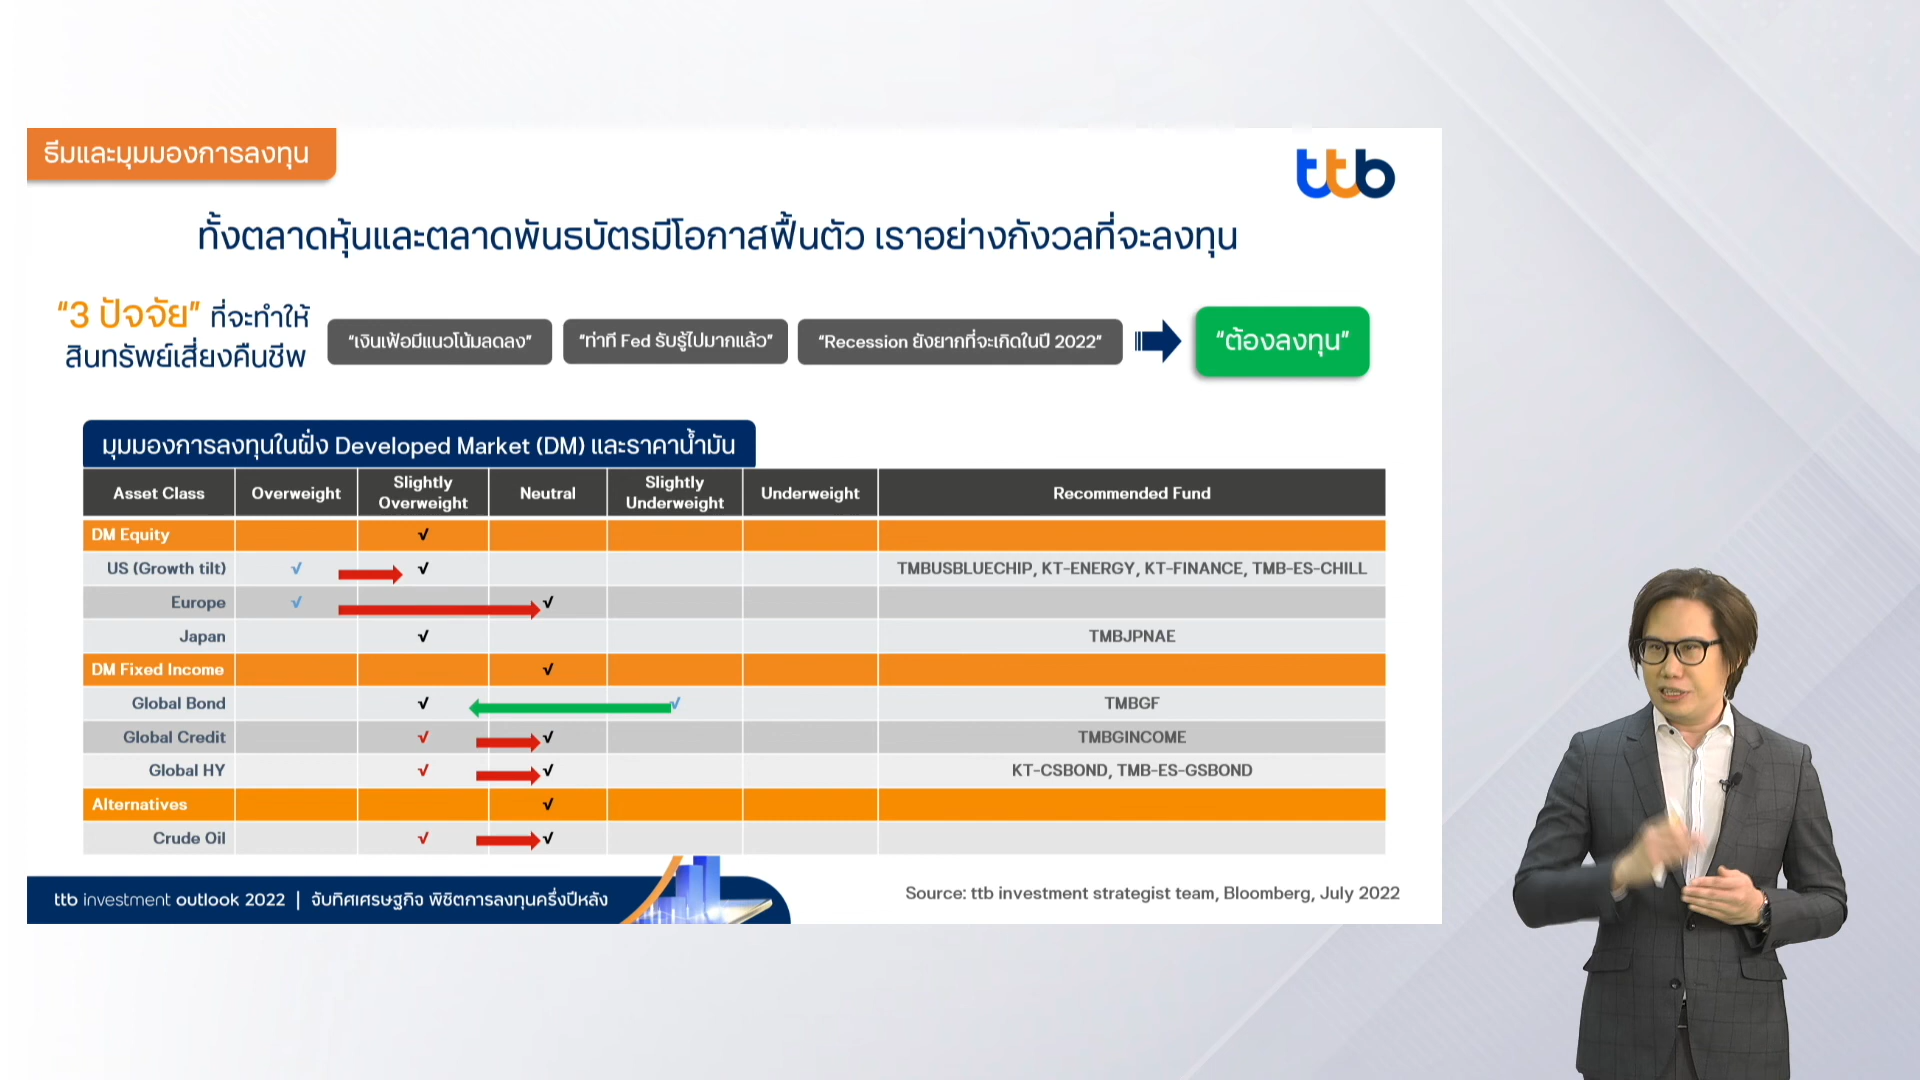 ธีมและมุมมองการลงทุน
ttb
ทั้งตลาดหุ้นและตลาดพันธบัตรมีโอกาสฟื้นตัว เราอย่างกังวลที่จะลงทุน
“3 ปัจจัย” ที่จะทำให้
สินทรัพย์เสี่ยงคืนชีพ
“เงินเฟ้อมีแนวโน้มลดลง”
“ท่าที Fed รับรู้ไปมากแล้ว”
“Recession ยังยากที่จะเกิดในปี 2022”
“ต้องลงทุน”
มุมมองการลงทุนในฝั่ง Developed Market (DM) และราคาน้ำมัน
Asset Class Overweight Slightly Overweight Neutral Slightly Underweight Underweight Recommended Fund
DM Equity √
US (Growth tilt) √ √ TMBUSBLUECHIP, KT-ENERGY, KT-FINANCE, TMB-ES-CHILL
Europe √ √
Japan √ TMBJPNAE
DM Fixed Income √
Global Bond √ √ TMBGF
Global Credit √ √ TMBGINCOME
Global HY √ √ KT-CSBOND, TMB-ES-GSBOND
Alternatives √
Crude Oil √ √
ttb investment outlook 2022 | จับทิศเศรษฐกิจ พิชิตการลงทุนครึ่งปีหลัง
Source: ttb investment strategist team, Bloomberg, July 2022